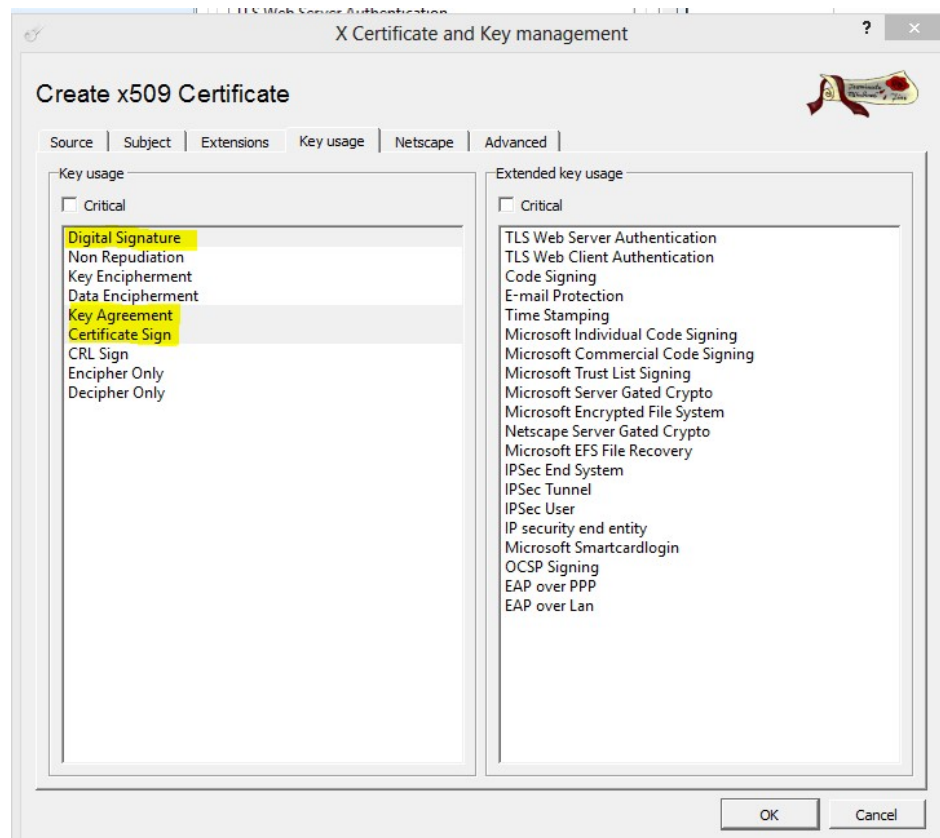 TLS Web Server Authentication
X Certificate and Key management
?
Create x509 Certificate
Source Subject Extensions Key usage Netscape Advanced
Key usage
Critical
Digital Signature
Non Repudiation
Key Encipherment
Data Encipherment
Key Agreement
Certificate Sign
CRL Sign
Encipher Only
Decipher Only
Extended key usage
Critical
TLS Web Server Authentication
TLS Web Client Authentication
Code Signing
E-mail Protection
Time Stamping
Microsoft Individual Code Signing
Microsoft Commercial Code Signing
Microsoft Trust List Signing
Microsoft Server Gated Crypto
Microsoft Encrypted File System
Netscape Server Gated Crypto
Microsoft EFS File Recovery
IPSec End System
IPSec Tunnel
IPSec User
IP security end entity
Microsoft Smartcardlogin
OCSP Signing
EAP over PPP
EAP over Lan
OK Cancel